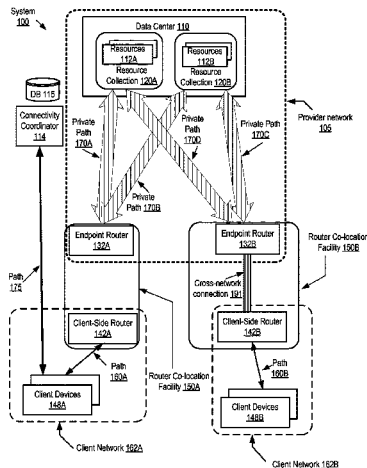 System
100
Data Center 110
Resources
112A
Resource
Collection 120A
Resources
112B
Resource
Collection 120B
DB 115
Connectivity
Coordinator
114
Private
Path
170A
Private
Path
170D
Private
Path
170C
Provider network
105
Private
Path
170B
Endpoint Router
132A
Endpoint Router
132B
Router Co-location
Facility 150B
Cross-network
connection 191
Path
175
Client-Side Router
142A
Client-Side Router
142B
Path
160A
Router Co-location
Facility 150A
Path
160B
Client Devices
148A
Client Devices
148B
Client Network 162A
Client Network 162B